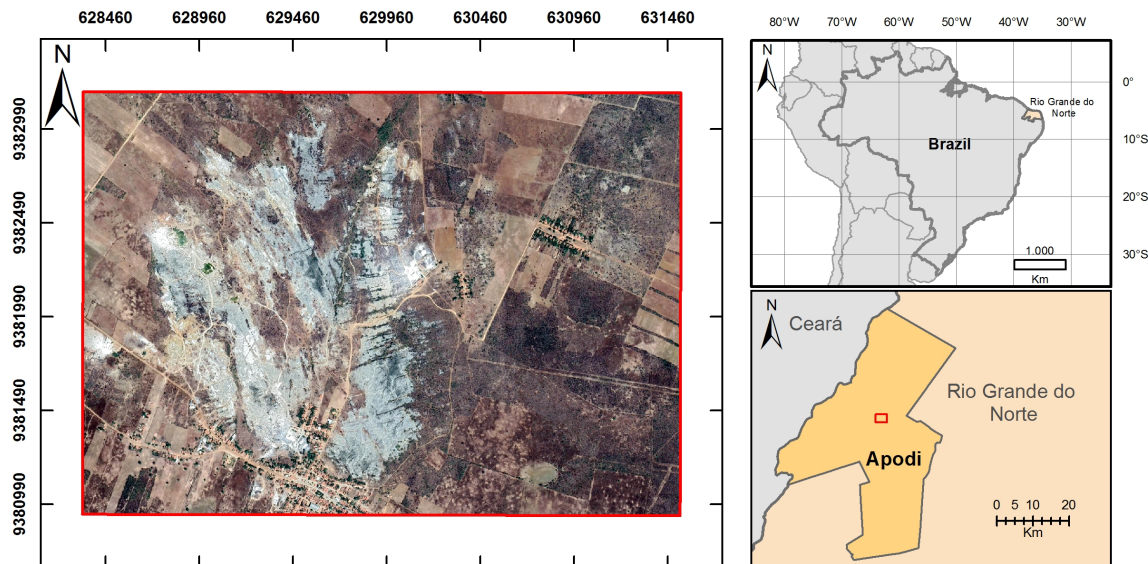 628460 628960 629460 629960 630460 630960 631460
N
9382990
9382490
9381990
9381490
9380990
80°W 70°W 60°W 50°W 40°W 30°W
N
0°
Rio Grande do
Norte
10°S
Brazil
20°S
1.000
30°S
Km
N
Ceará
Rio Grande do
Norte
Apodi
0 5 10 20
Km